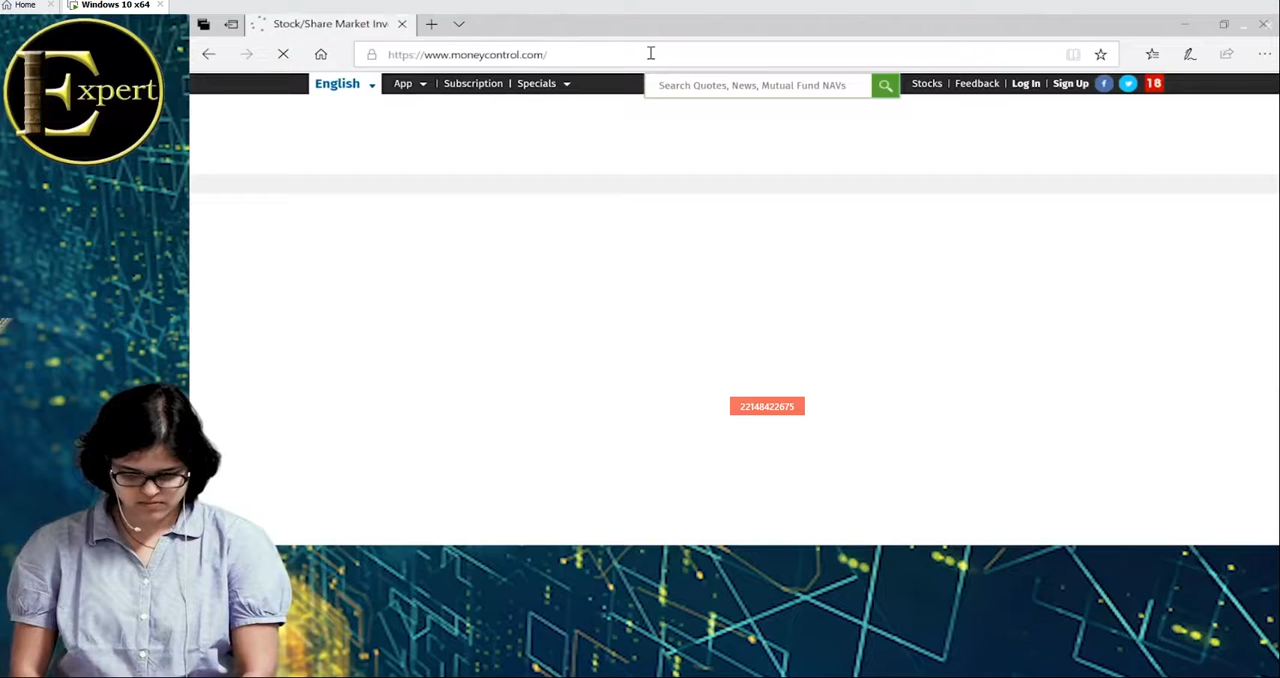 Home
Windows 10 x64
Expert
Stock/Share Market Inv
https://www.moneycontrol.com/
English
App
Subscription
Specials
Search Quotes, News, Mutual Fund NAVs
Stocks
Feedback
Log In
Sign Up
f
18
22148422675